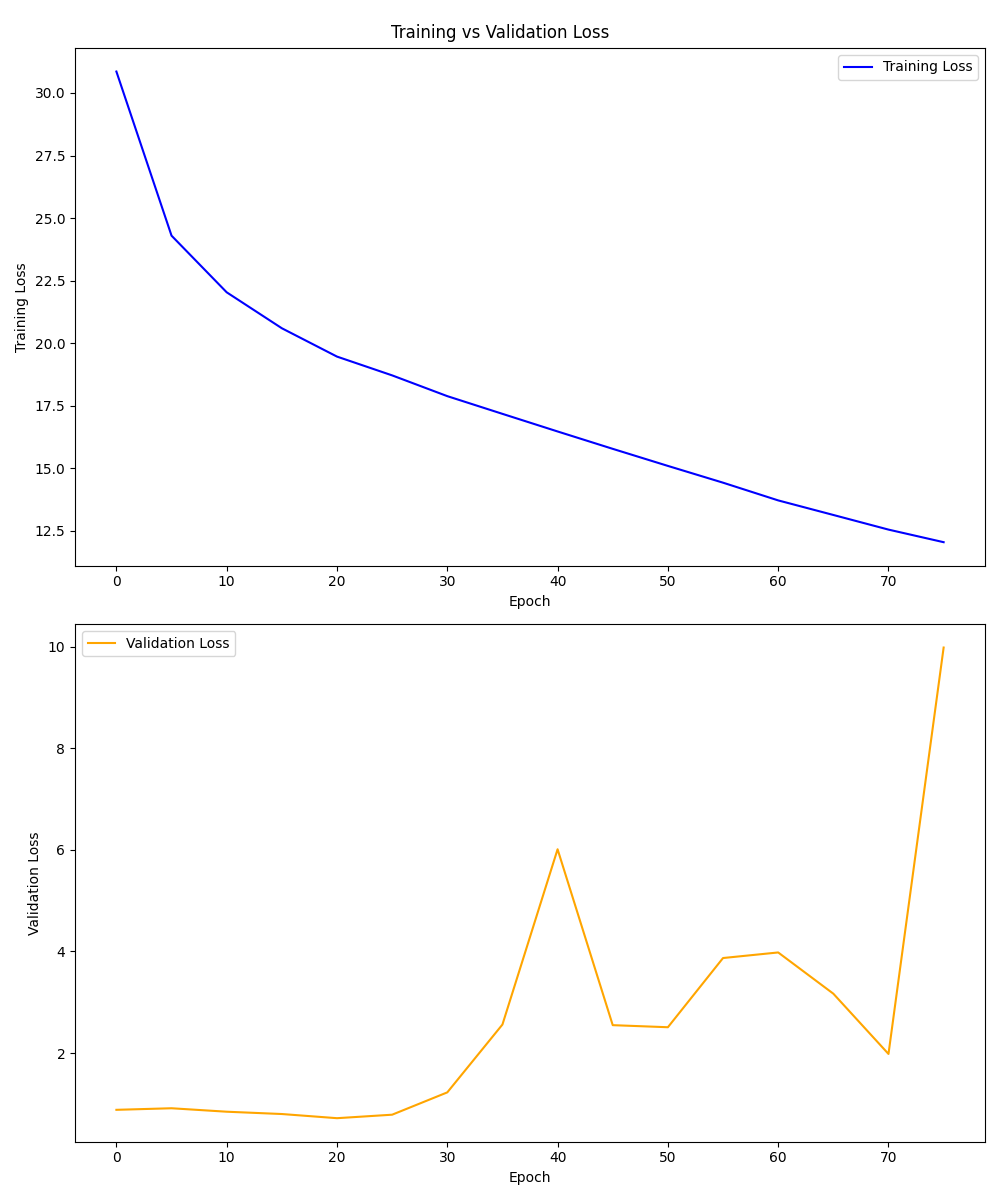 Training vs Validation Loss
Training Loss
30.0
27.5
25.0
22.5
20.0
17.5
15.0
12.5
Training Loss
0 10 20 30 40 50 60 70
Epoch
Validation Loss
10
8
6
4
2
Validation Loss
0 10 20 30 40 50 60 70
Epoch